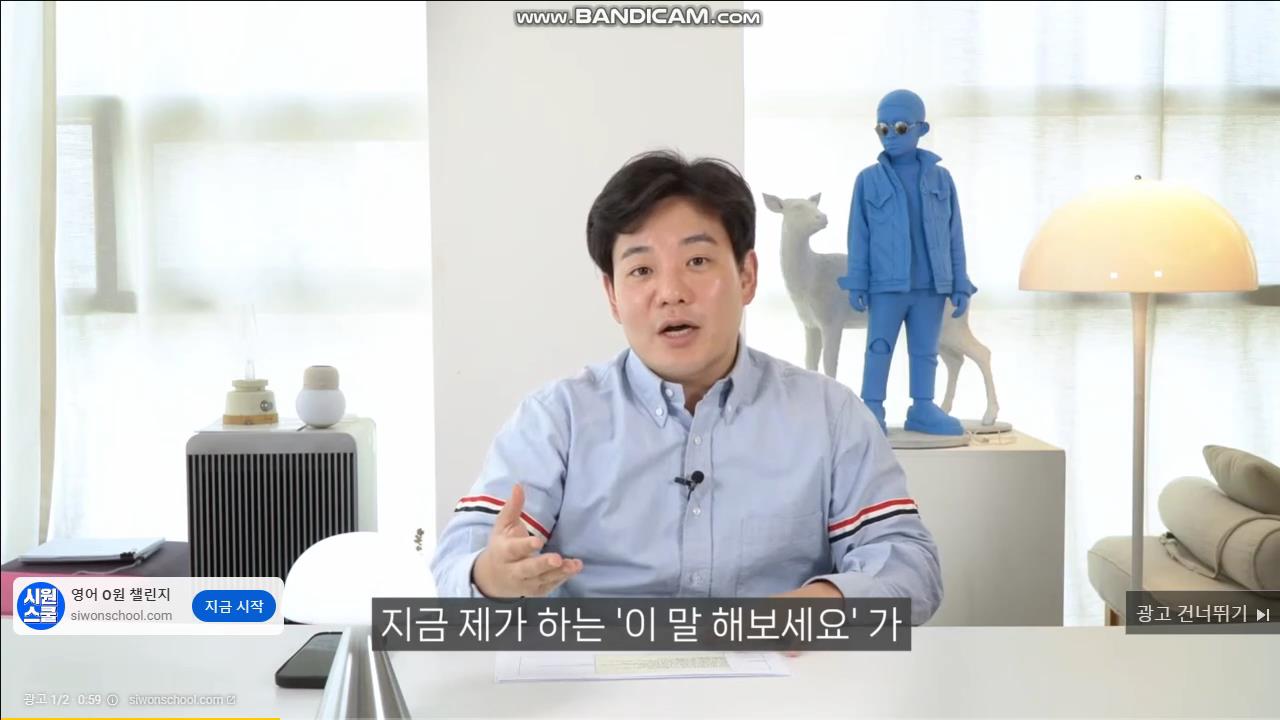 www.BANDICAM.com
시원
스쿨
영어 0원 챌린지
siwonschool.com
지금 시작
지금 제가 하는 '이 말 해보세요' 가
광고 건너뛰기
광고 1/2 · 0:59
siwonschool.com